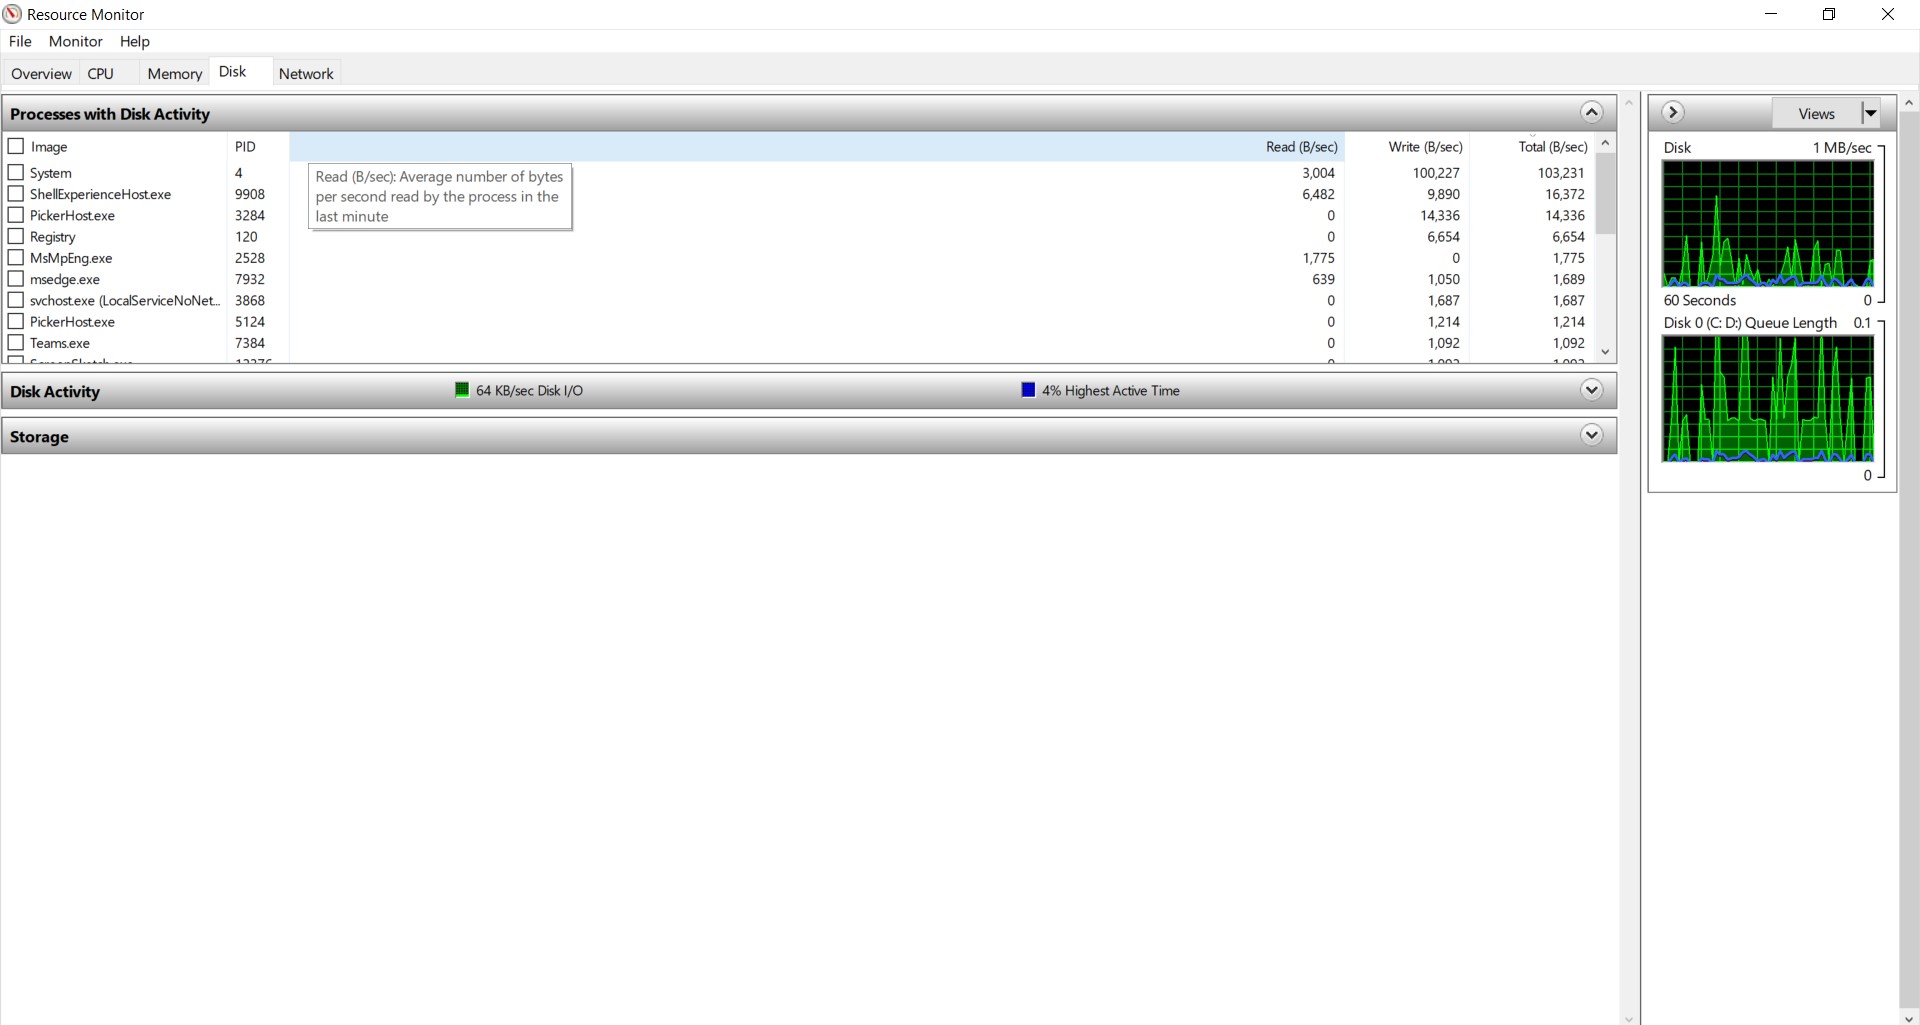 Resource Monitor
File Monitor Help
Overview CPU Memory Disk Network
Processes with Disk Activity
Image PID Read (B/sec) Write (B/sec) Total (B/sec)
System 4 3,004 100,227 103,231
ShellExperienceHost.exe 9908 6,482 9,890 16,372
PickerHost.exe 3284 0 14,336 14,336
Registry 120 0 6,654 6,654
MsMpEng.exe 2528 1,775 0 1,775
msedge.exe 7932 639 1,050 1,689
svchost.exe (LocalServiceNoNet... 3868 0 1,687 1,687
PickerHost.exe 5124 0 1,214 1,214
Teams.exe 7384 0 1,092 1,092
Read (B/sec): Average number of bytes
per second read by the process in the
last minute
Disk Activity 64 KB/sec Disk I/O 4% Highest Active Time
Storage
Views
Disk 1 MB/sec
60 Seconds 0
Disk 0 (C: D:) Queue Length 0.1
0